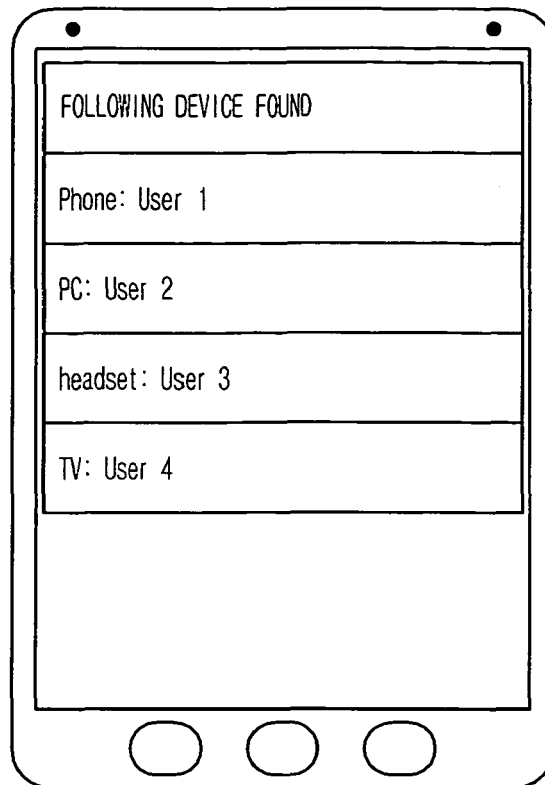 FOLLOWING DEVICE FOUND
Phone: User 1
PC: User 2
headset: User 3
TV: User 4